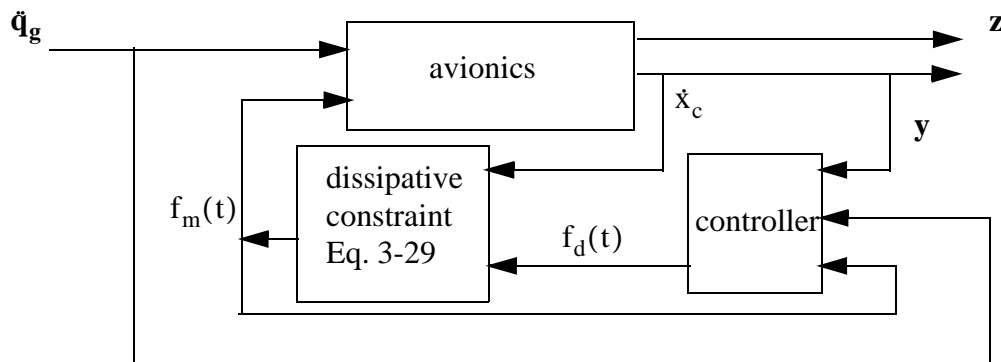 q̈g
z
avionics
ẋc
y
dissipative
constraint
Eq. 3-29
fm(t)
fd(t)
controller